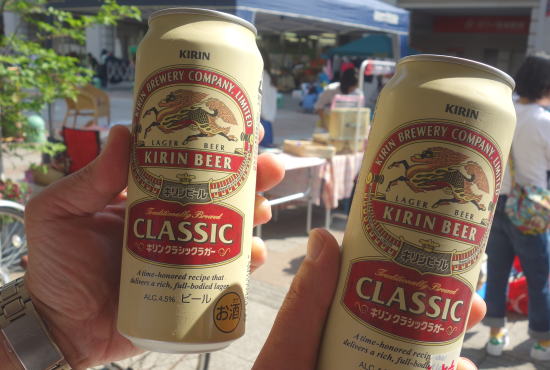 KIRIN
KIRIN BREWERY COMPANY, LIMITED
LAGER BEER
KIRIN BEER
キリンビール
Traditionally Brewed
CLASSIC
キリンクラシックラガー
A time-honored recipe that
delivers a rich, full-bodied lager.
ALC.4.5% ビール
お酒
KIRIN
KIRIN BREWERY COMPANY, LIMITED
LAGER BEER
KIRIN BEER
キリンビール
Traditionally Brewed
CLASSIC
キリンクラシックラガー
A time-honored recipe
delivers a rich, full-bodied
ALC.4.5%